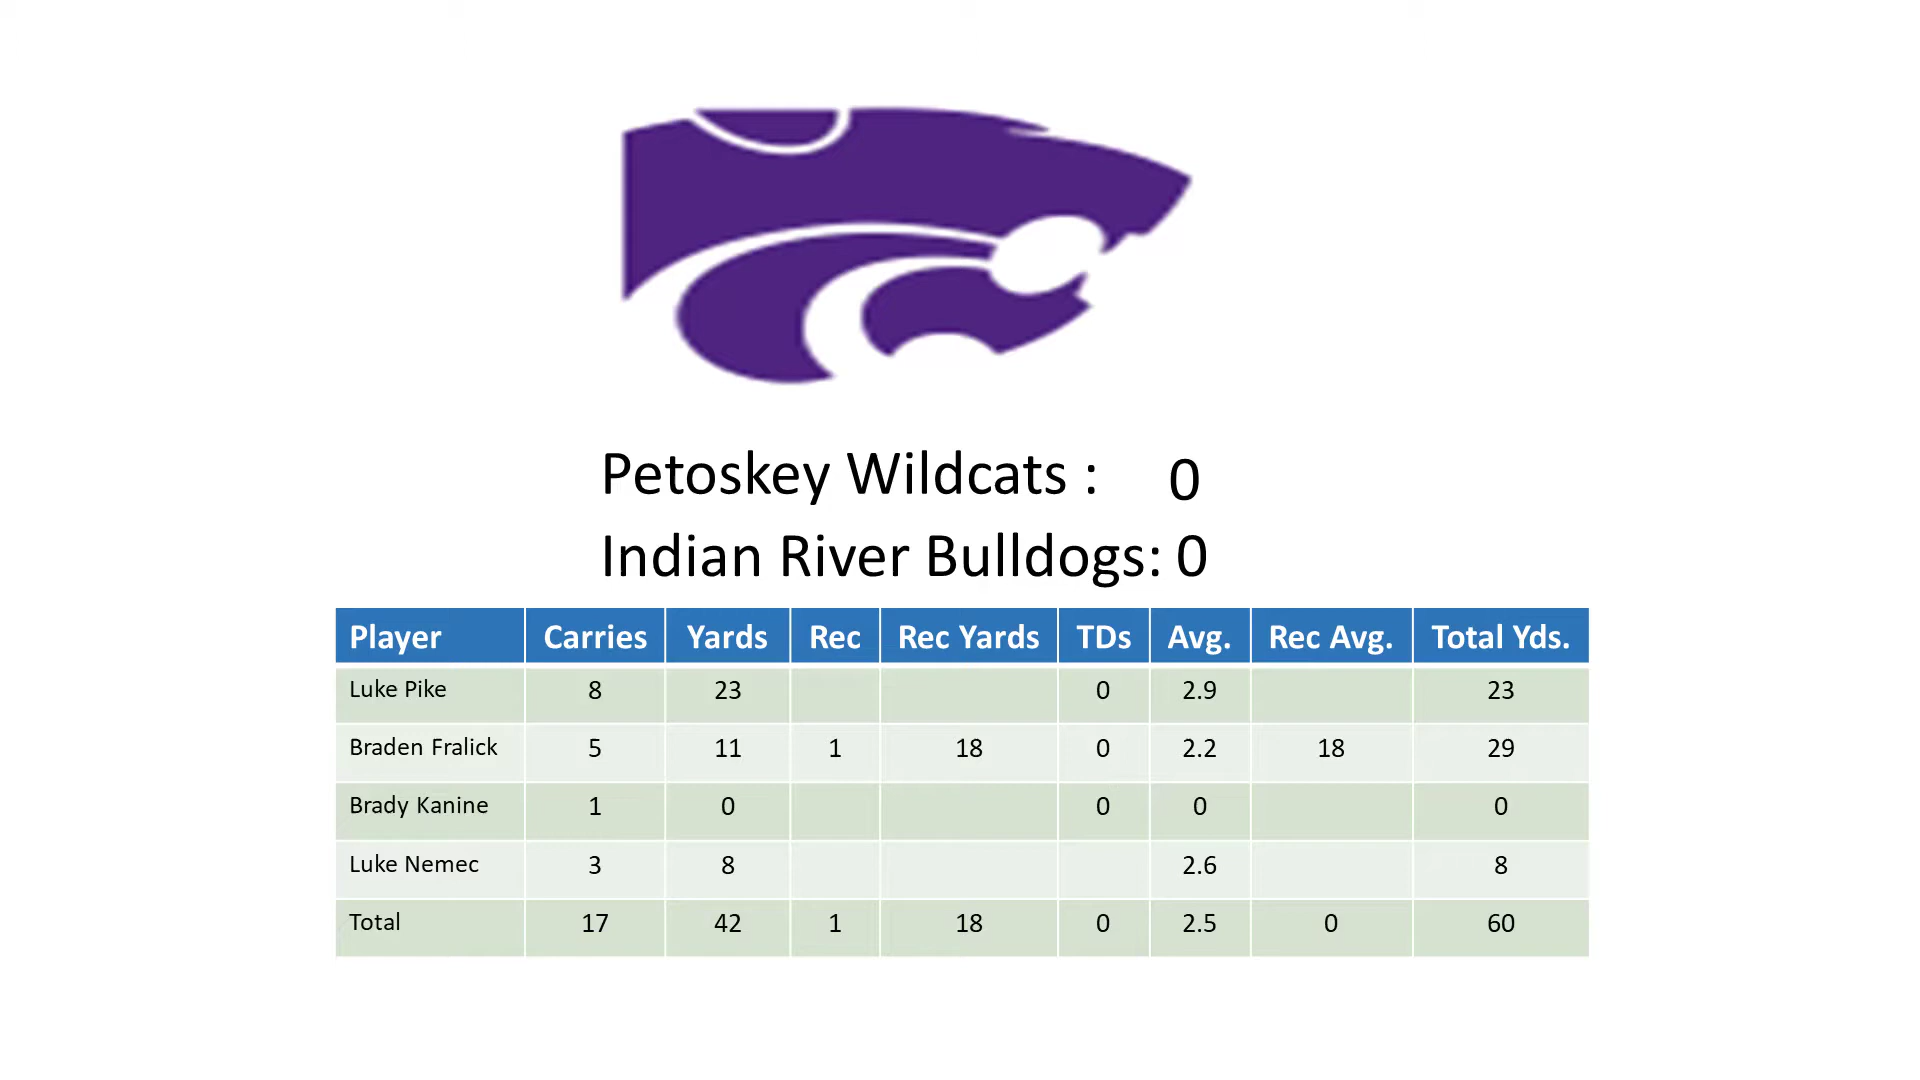 Petoskey Wildcats : 0
Indian River Bulldogs: 0
Player Carries Yards Rec Rec Yards TDs Avg. Rec Avg. Total Yds.
Luke Pike 8 23 0 2.9 23
Braden Fralick 5 11 1 18 0 2.2 18 29
Brady Kanine 1 0 0 0 0
Luke Nemec 3 8 2.6 8
Total 17 42 1 18 0 2.5 0 60